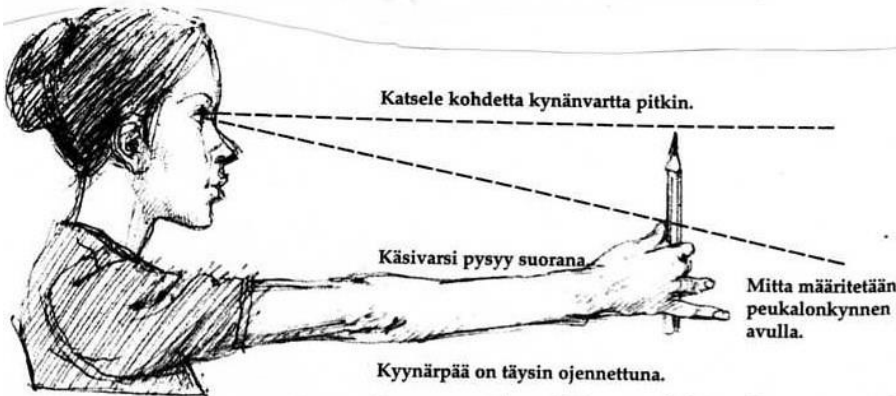 Katsele kohdetta kynänvartta pitkin.
Käsivarsi pysyy suorana.
Mitta määritetään
peukalonkynnen
avulla.
Kyynärpää on täysin ojennettuna.